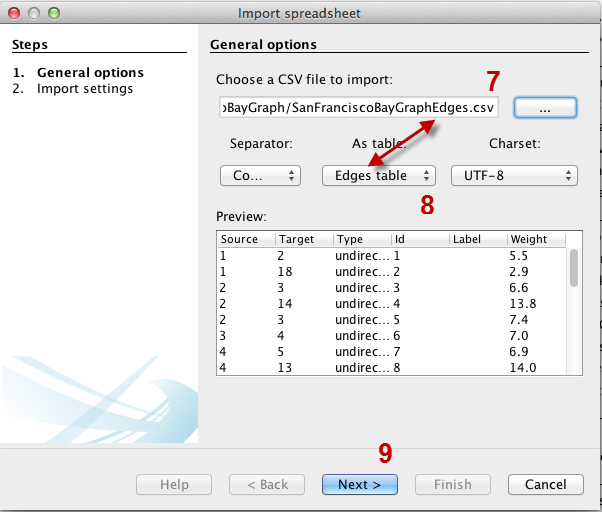 Import spreadsheet
Steps
1. General options
2. Import settings
General options
Choose a CSV file to import:
7
oBayGraph/SanFranciscoBayGraphEdges.csv
...
Separator: As table: Charset:
Co... Edges table UTF-8
8
Preview:
Source Target Type Id Label Weight
1 2 undirec... 1 5.5
1 18 undirec... 2 2.9
2 3 undirec... 3 6.6
2 14 undirec... 4 13.8
2 3 undirec... 5 7.4
3 4 undirec... 6 7.0
4 5 undirec... 7 6.9
4 13 undirec... 8 14.0
9
Help < Back Next > Finish Cancel